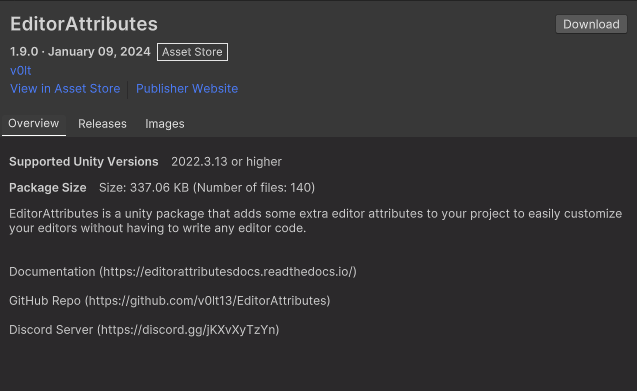 EditorAttributes
Download
1.9.0 · January 09, 2024 Asset Store
v0lt
View in Asset Store Publisher Website
Overview Releases Images
Supported Unity Versions 2022.3.13 or higher
Package Size Size: 337.06 KB (Number of files: 140)
EditorAttributes is a unity package that adds some extra editor attributes to your project to easily customize
your editors without having to write any editor code.
Documentation (https://editorattributesdocs.readthedocs.io/)
GitHub Repo (https://github.com/v0lt13/EditorAttributes)
Discord Server (https://discord.gg/jKXvXyTzYn)